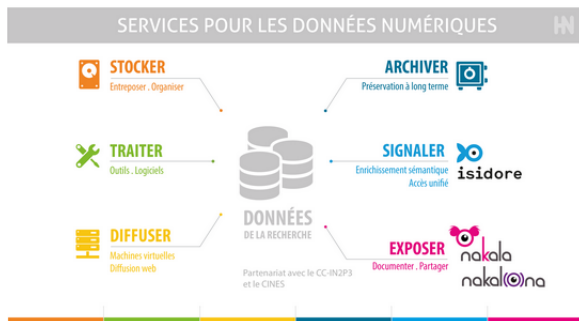 SERVICES POUR LES DONNÉES NUMÉRIQUES
HN
STOCKER
Entreposer . Organiser
ARCHIVER
Préservation à long terme
TRAITER
Outils . Logiciels
SIGNALER
Enrichissement sémantique
Accès unifié
isidore
DIFFUSER
Machines virtuelles
Diffusion web
DONNÉES
DE LA RECHERCHE
Partenariat avec le CC-IN2P3
et le CINES
EXPOSER
Documenter . Partager
nakala
nakal(o)na